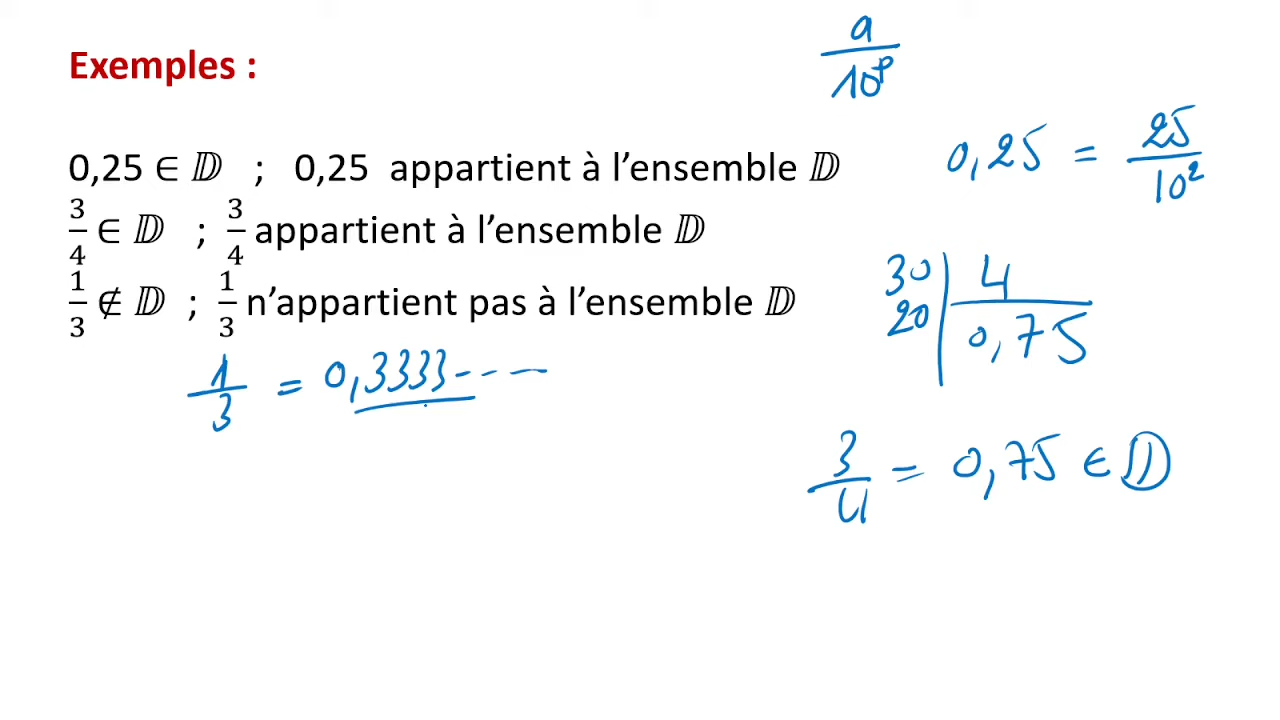 Exemples :
0,25 ∈ 𝔻 ; 0,25 appartient à l’ensemble 𝔻
3/4 ∈ 𝔻 ; 3/4 appartient à l’ensemble 𝔻
1/3 ∉ 𝔻 ; 1/3 n’appartient pas à l’ensemble 𝔻
1/3 = 0,3333----
a/10^p
0,25 = 25/10²
30 | 4
20 | 0,75
3/4 = 0,75 ∈ 𝔻